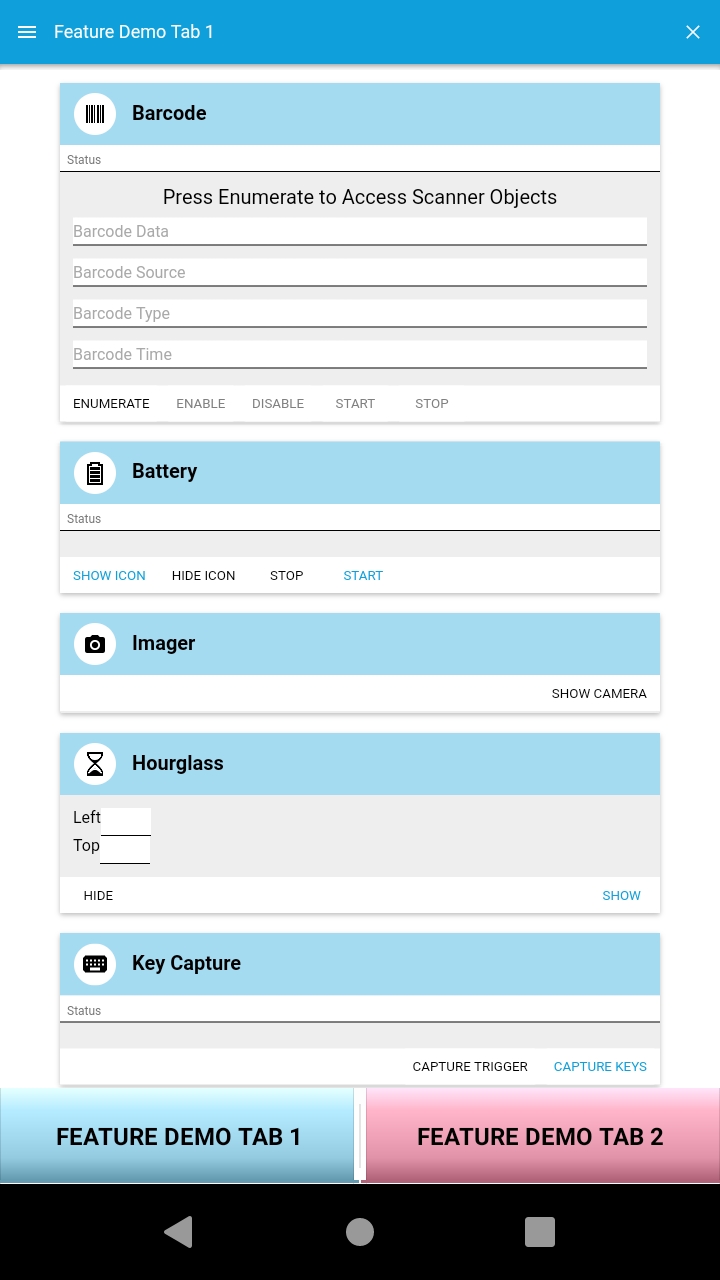 Feature Demo Tab 1
Barcode
Status
Press Enumerate to Access Scanner Objects
Barcode Data
Barcode Source
Barcode Type
Barcode Time
ENUMERATE ENABLE DISABLE START STOP
Battery
Status
SHOW ICON HIDE ICON STOP START
Imager
SHOW CAMERA
Hourglass
Left
Top
HIDE SHOW
Key Capture
Status
CAPTURE TRIGGER CAPTURE KEYS
FEATURE DEMO TAB 1 FEATURE DEMO TAB 2